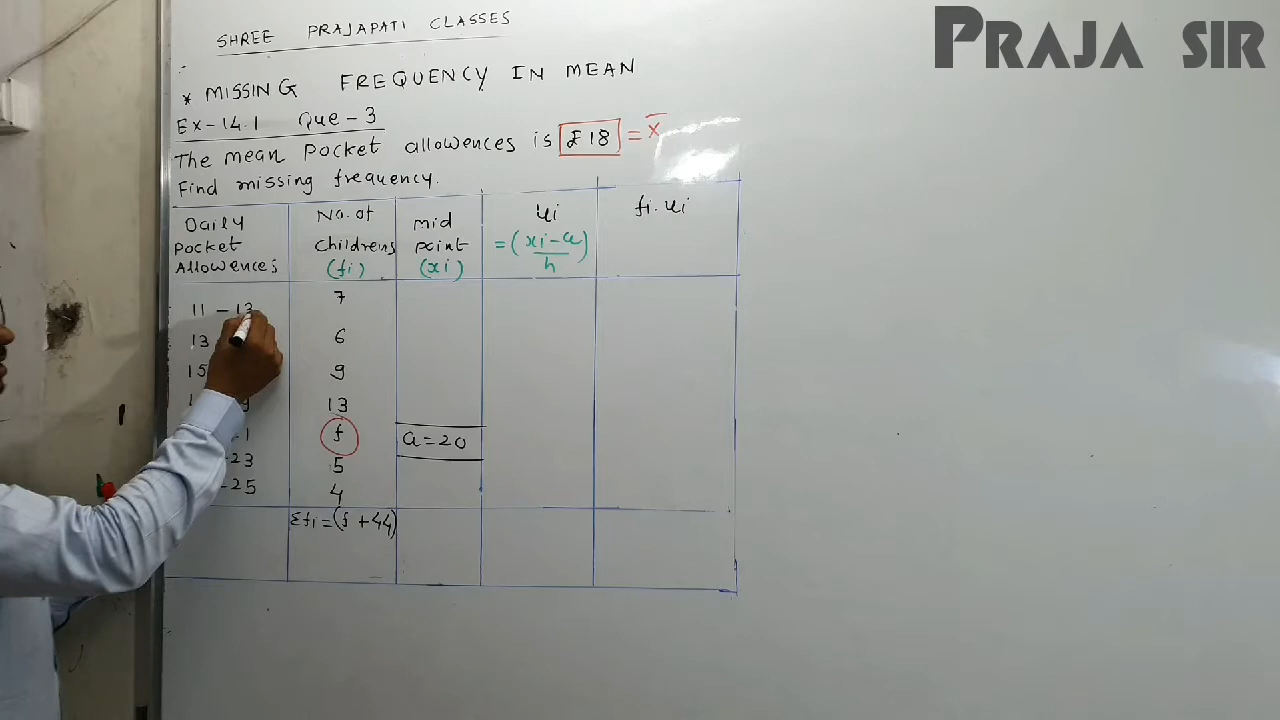 PRAJA SIR
SHREE PRAJAPATI CLASSES
* MISSING FREQUENCY IN MEAN
Ex-14.1 Que-3
The mean Pocket allowences is ₹18 = x̄
Find missing frequency.
Daily Pocket Allowences
No. of childrens (fi)
mid point (xi)
ui = (xi-a/h)
fi.ui
11-13 7
13 6
15 9
13
f a=20
-23 5
-25 4
Σfi=(f+44)